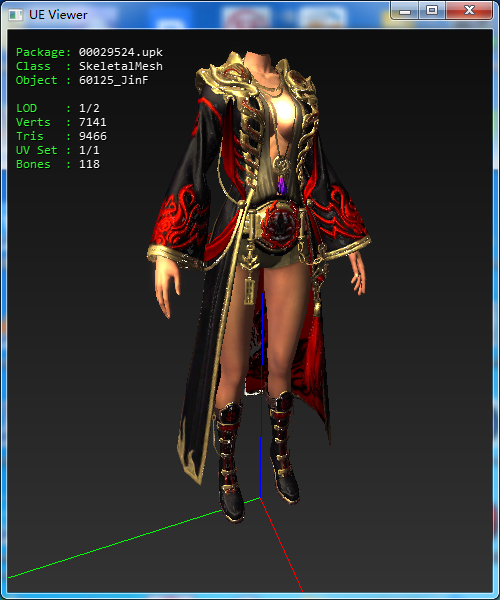 UE Viewer
Package: 00029524.upk
Class : SkeletalMesh
Object : 60125_JinF
LOD : 1/2
Verts : 7141
Tris : 9466
UV Set : 1/1
Bones : 118